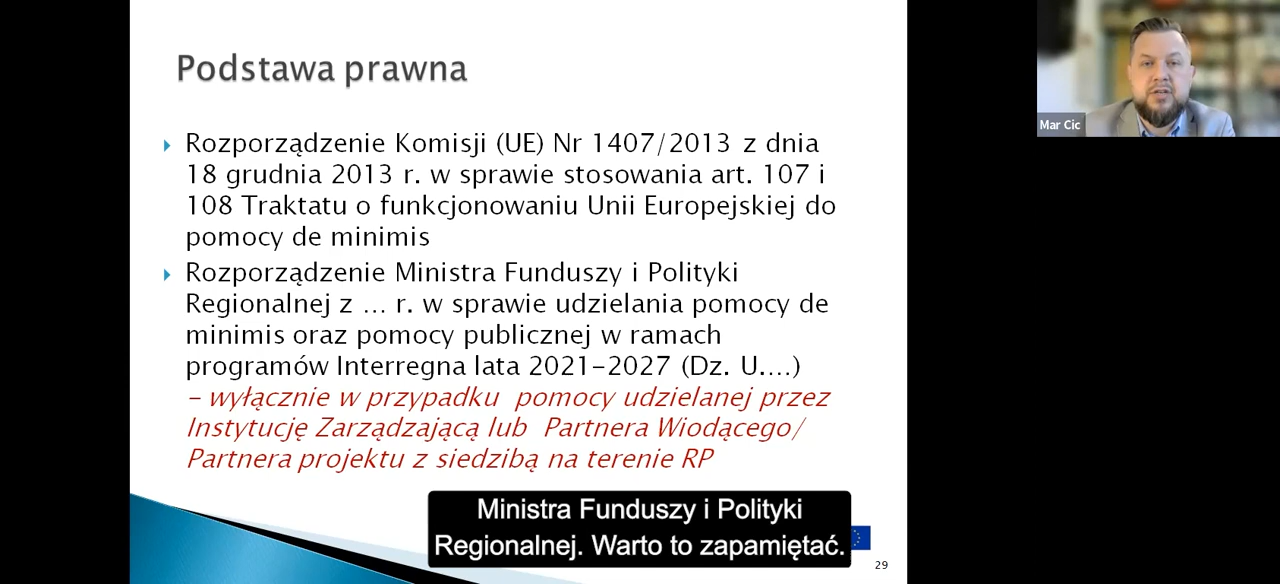 Podstawa prawna
Rozporządzenie Komisji (UE) Nr 1407/2013 z dnia
18 grudnia 2013 r. w sprawie stosowania art. 107 i
108 Traktatu o funkcjonowaniu Unii Europejskiej do
pomocy de minimis
Rozporządzenie Ministra Funduszy i Polityki
Regionalnej z ... r. w sprawie udzielania pomocy de
minimis oraz pomocy publicznej w ramach
programów Interregna lata 2021-2027 (Dz. U....)
- wyłącznie w przypadku pomocy udzielanej przez
Instytucję Zarządzającą lub Partnera Wiodącego/
Partnera projektu z siedzibą na terenie RP
Ministra Funduszy i Polityki
Regionalnej. Warto to zapamiętać.
29
Mar Cic